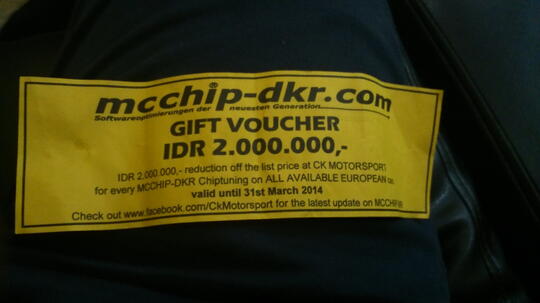 mcchip-dkr.com
Softwareoptimierungen der neuesten Generation
GIFT VOUCHER
IDR 2.000.000,-
IDR 2.000.000,- reduction off the list price at CK MOTORSPORT
for every MCCHIP-DKR Chiptuning on ALL AVAILABLE EUROPEAN
valid until 31st March 2014
Check out www.facebook.com/CkMotorsport for the latest update on